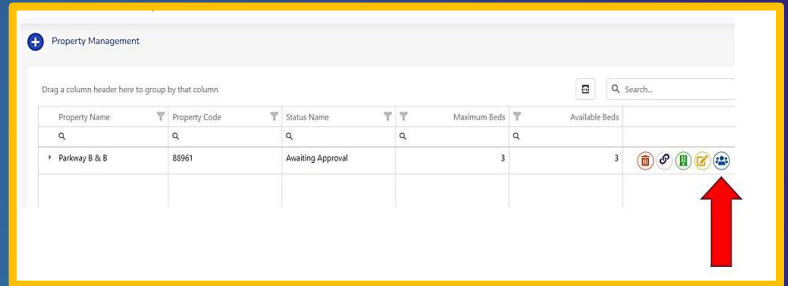 Property Management
Drag a column header here to group by that column
Search...
Property Name Property Code Status Name Maximum Beds Available Beds
Parkway B & B 88961 Awaiting Approval 3 3